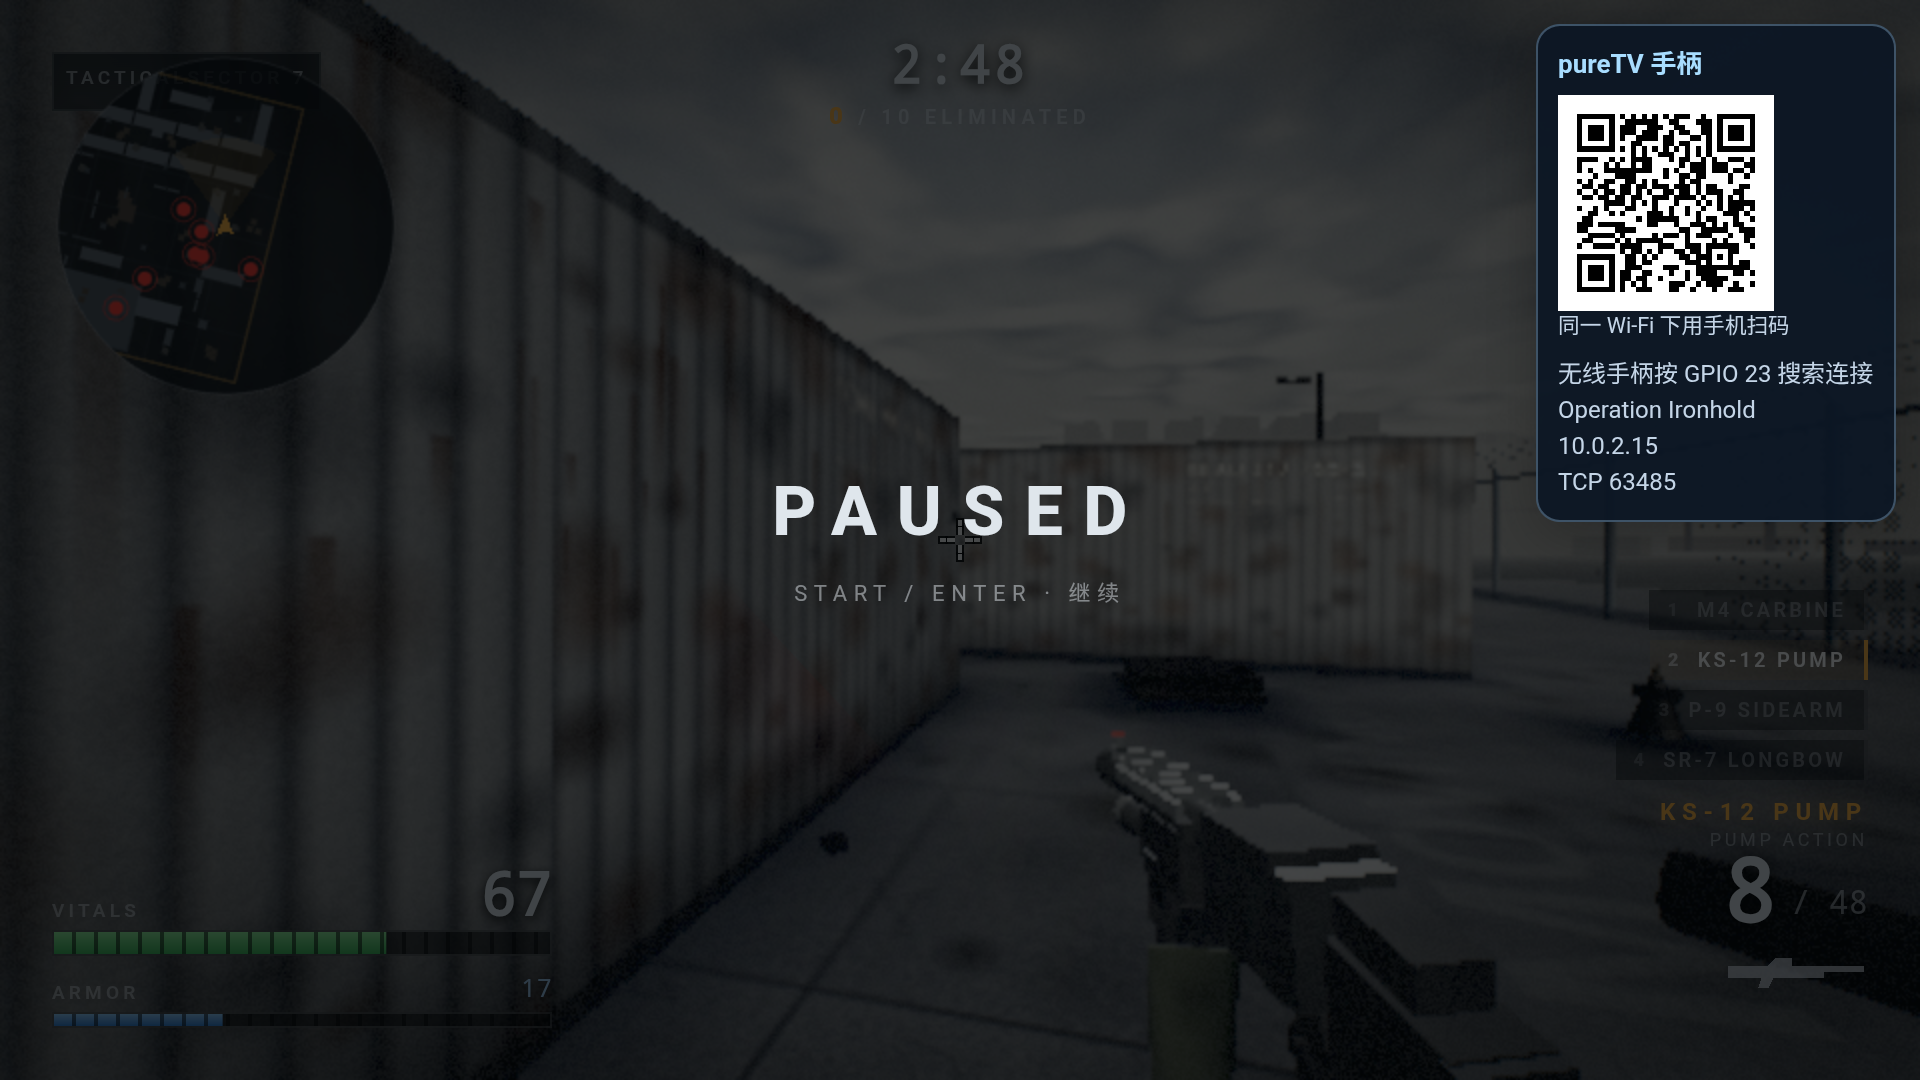 2:48
0 / 10 ELIMINATED
pureTV 手柄
同一 Wi-Fi 下用手机扫码
无线手柄按 GPIO 23 搜索连接
Operation Ironhold
10.0.2.15
TCP 63485
PAUSED
START / ENTER · 继续
1 M4 CARBINE
2 KS-12 PUMP
3 P-9 SIDEARM
4 SR-7 LONGBOW
KS-12 PUMP
PUMP ACTION
8 / 48
VITALS 67
ARMOR 17
SECTOR 7